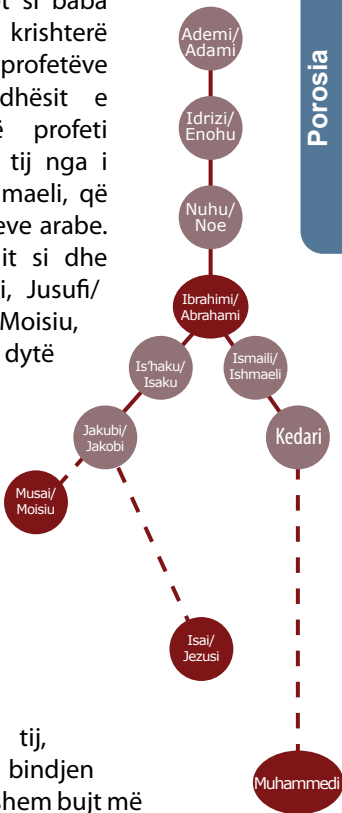 et si baba
krishterë
profetëve
dhësit e
profeti
tij nga i
maeli, që
eve arabe.
it si dhe
i, Jusufi/
Moisiu,
dytë
Porosia
Ademi/
Adami
Idrizi/
Enohu
Nuhu/
Noe
Ibrahimi/
Abrahami
Is'haku/
Isaku
Ismaili/
Ishmaeli
Jakubi/
Jakobi
Kedari
Musai/
Moisiu
Isai/
Jezusi
Muhammedi
tij,
bindjen
shem bujt më